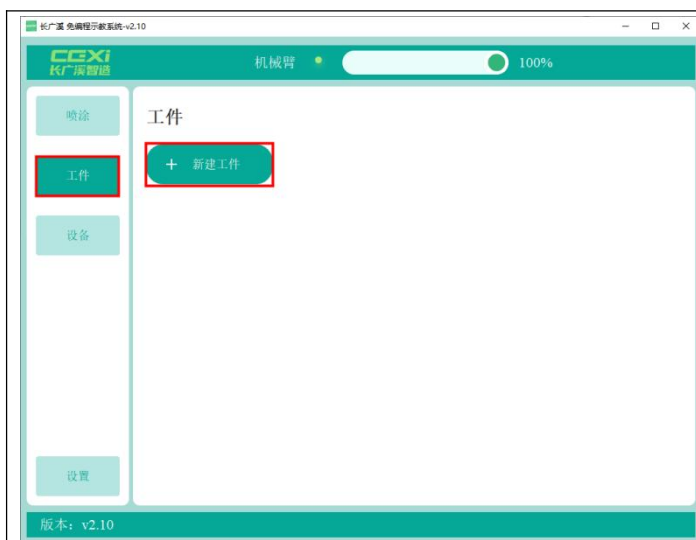 长广溪 免编程示教系统-v2.10
CGXi
长广溪智造
机械臂
100%
喷涂
工件
设备
设置
工件
+ 新建工件
版本：v2.10